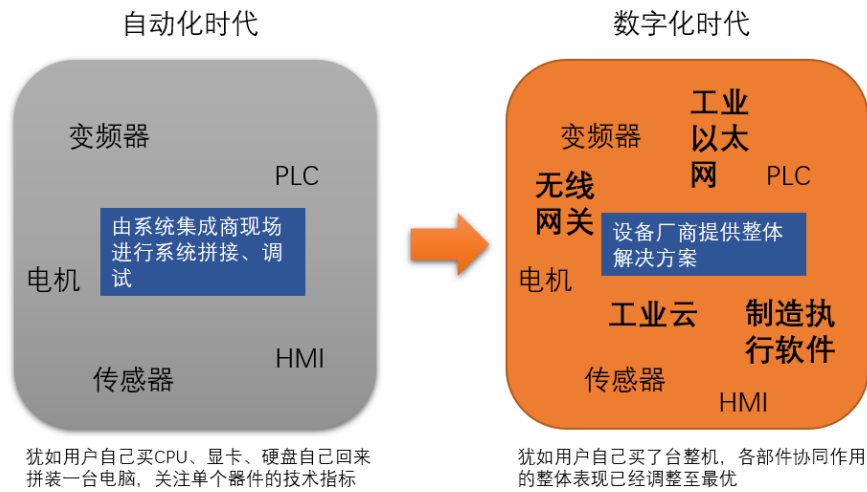 自动化时代
数字化时代
变频器
PLC
由系统集成商现场
进行系统拼接、调
试
电机
HMI
传感器
犹如用户自己买CPU、显卡、硬盘自己回来
拼装一台电脑，关注单个器件的技术指标
工业
以太
网
变频器
PLC
无线
网关
设备厂商提供整体
解决方案
电机
工业云
制造执
行软件
传感器
HMI
犹如用户自己买了台整机，各部件协同作用
的整体表现已经调整至最优